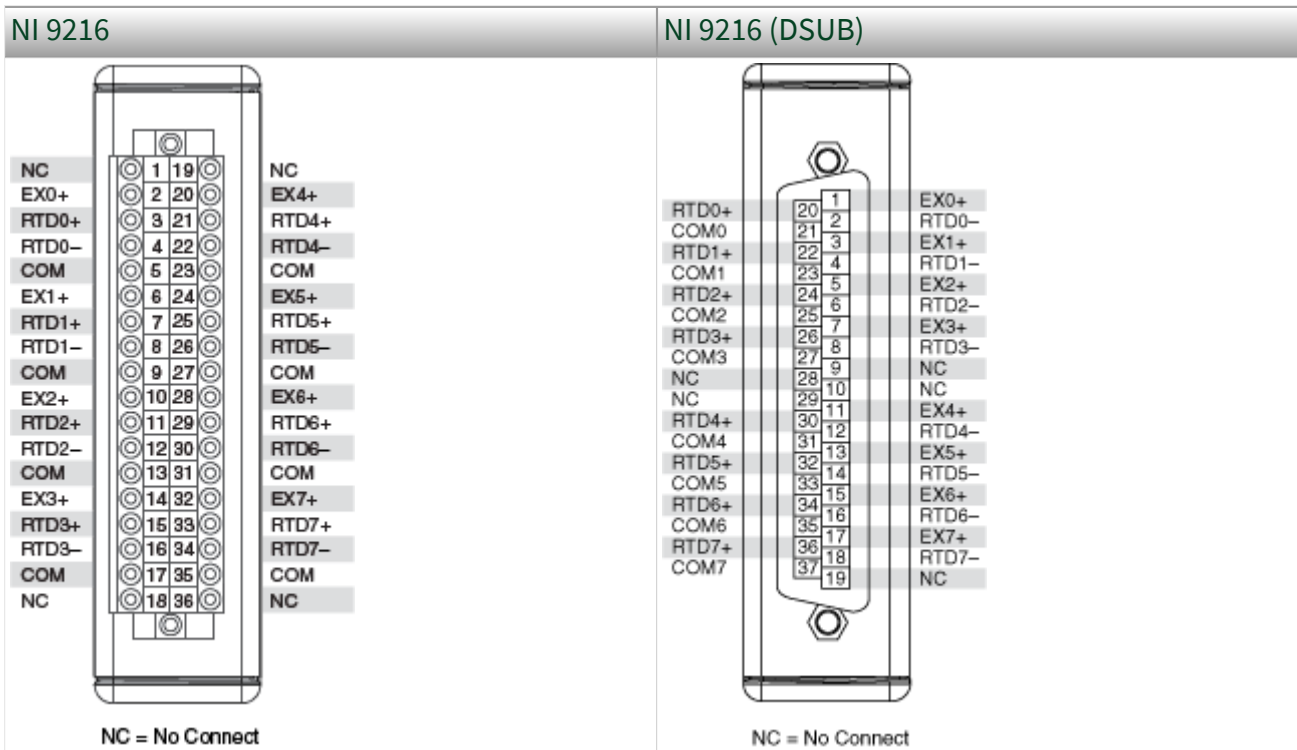 NI 9216
NI 9216 (DSUB)
NC 1 19 NC
EX0+ 2 20 EX4+
RTD0+ 3 21 RTD4+
RTD0– 4 22 RTD4–
COM 5 23 COM
EX1+ 6 24 EX5+
RTD1+ 7 25 RTD5+
RTD1– 8 26 RTD5–
COM 9 27 COM
EX2+ 10 28 EX6+
RTD2+ 11 29 RTD6+
RTD2– 12 30 RTD6–
COM 13 31 COM
EX3+ 14 32 EX7+
RTD3+ 15 33 RTD7+
RTD3– 16 34 RTD7–
COM 17 35 COM
NC 18 36 NC
NC = No Connect
1 EX0+
RTD0+ 20
2 RTD0–
COM0 21
3 EX1+
RTD1+ 22
4 RTD1–
COM1 23
5 EX2+
RTD2+ 24
6 RTD2–
COM2 25
7 EX3+
RTD3+ 26
8 RTD3–
COM3 27
9 NC
NC 28
10 NC
NC 29
11 EX4+
RTD4+ 30
12 RTD4–
COM4 31
13 EX5+
RTD5+ 32
14 RTD5–
COM5 33
15 EX6+
RTD6+ 34
16 RTD6–
COM6 35
17 EX7+
RTD7+ 36
18 RTD7–
COM7 37
19 NC
NC = No Connect